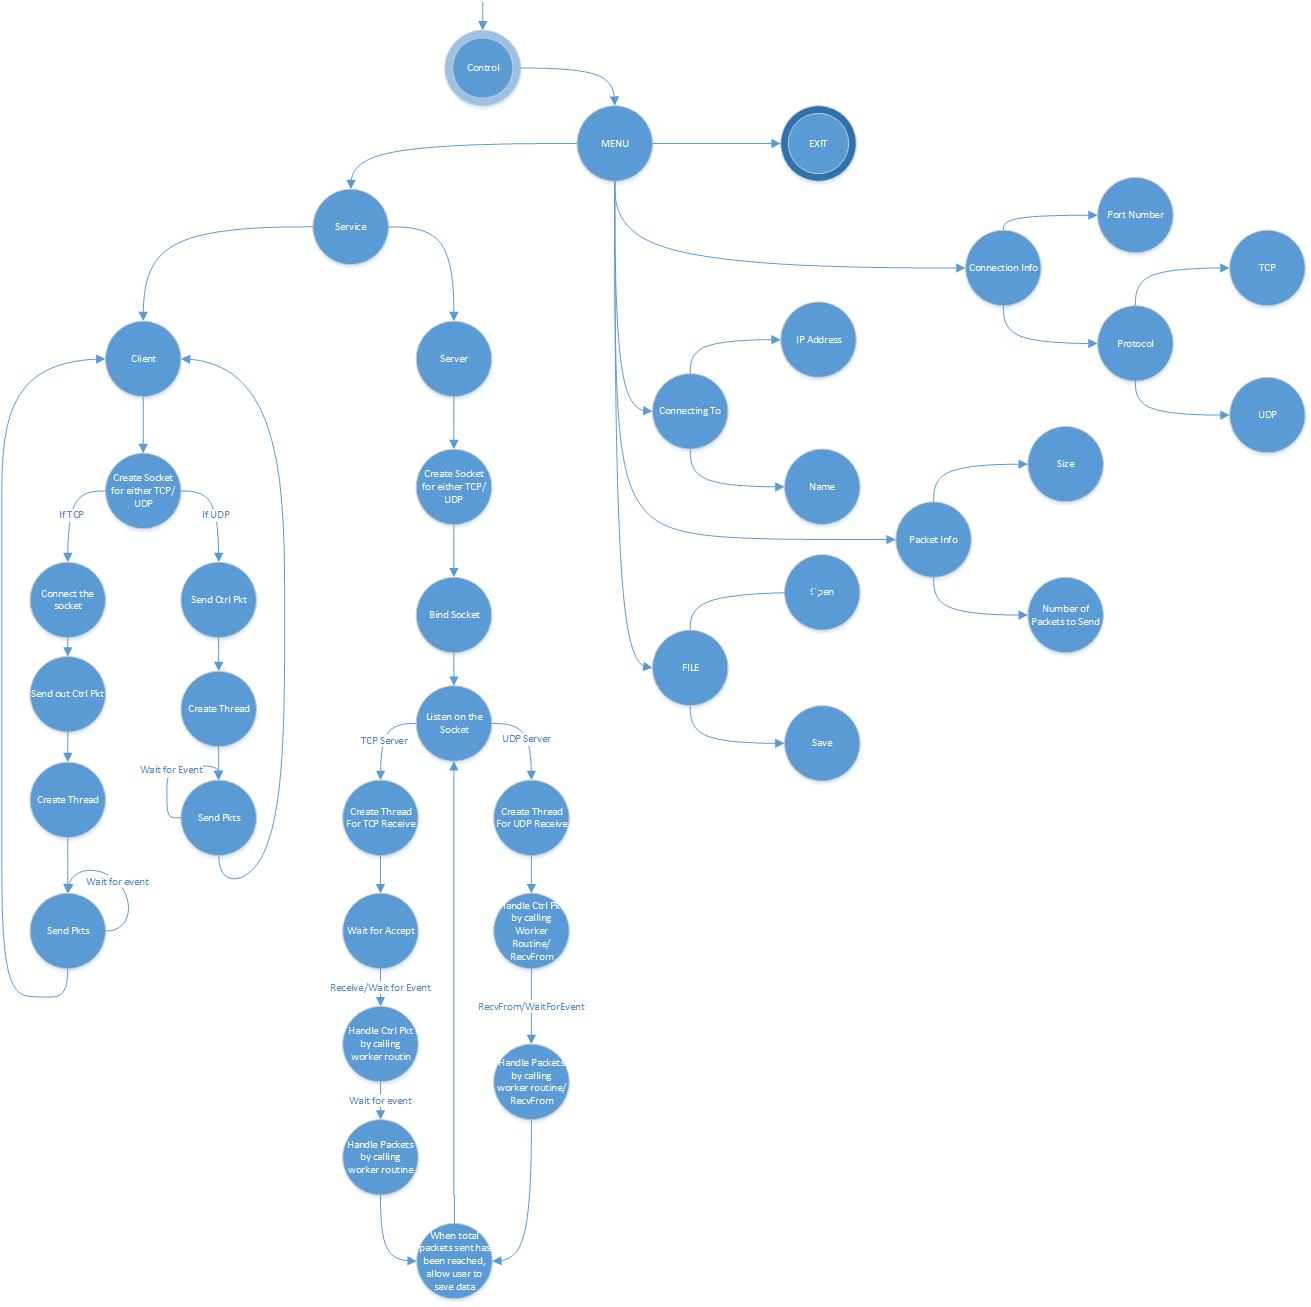 Control
MENU
EXIT
Service
Port Number
Connection Info
TCP
Protocol
UDP
IP Address
Connecting To
Name
Size
Packet Info
Number of
Packets to Send
Open
FILE
Save
Client
Create Socket
for either TCP/
UDP
If TCP
If UDP
Connect the
socket
Send Ctrl Pkt
Send out Ctrl Pkt
Create Thread
Create Thread
Wait for Event
Send Pkts
Wait for event
Send Pkts
Server
Create Socket
for either TCP/
UDP
Bind Socket
Listen on the
Socket
TCP Server
UDP Server
Create Thread
For TCP Receive
Create Thread
For UDP Receive
Wait for Accept
Handle Ctrl Pkt
by calling
Worker
Routine/
RecvFrom
Receive/Wait for Event
RecvFrom/WaitForEvent
Handle Ctrl Pkt
by calling
worker routin
Handle Packets
by calling
worker routine/
RecvFrom
Wait for event
Handle Packets
by calling
worker routine
When total
packets sent has
been reached,
allow user to
save data